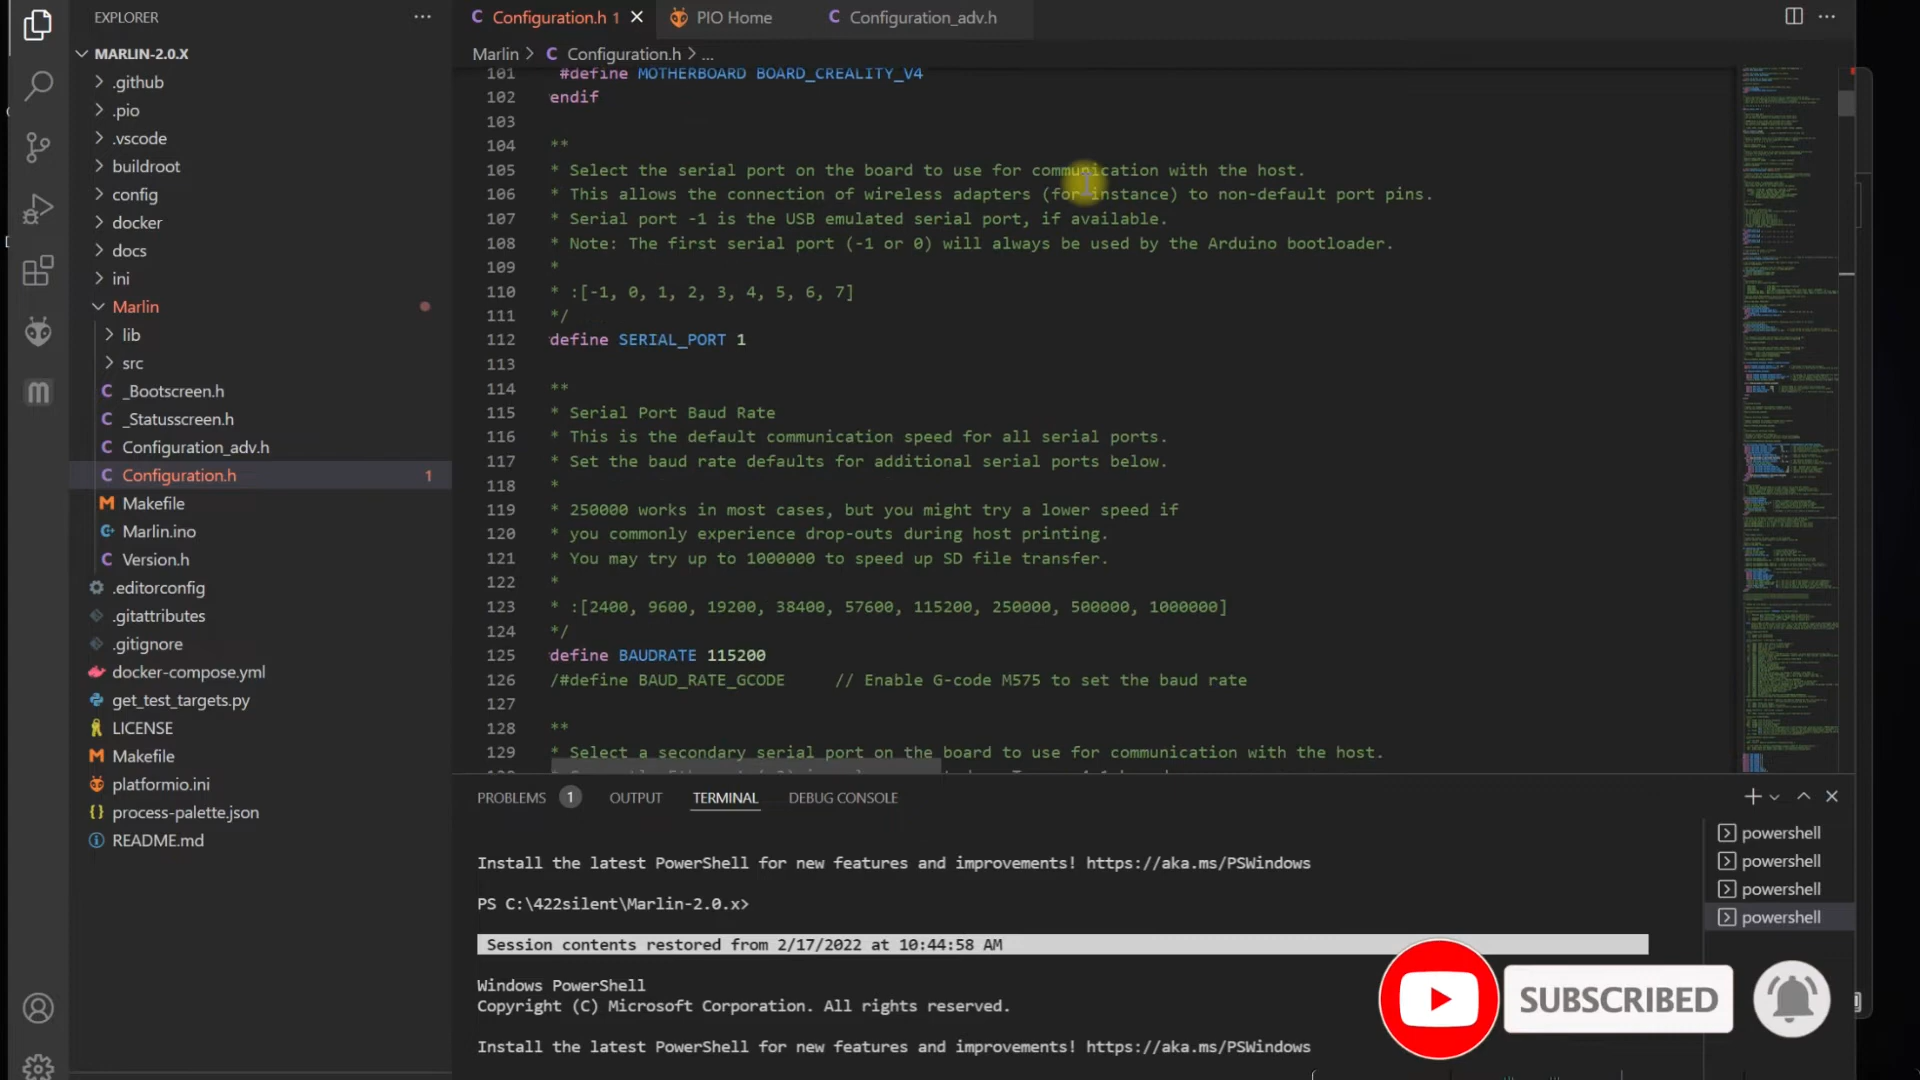 EXPLORER
MARLIN-2.0.X
.github
.pio
.vscode
buildroot
config
docker
docs
ini
Marlin
lib
src
_Bootscreen.h
_Statusscreen.h
Configuration_adv.h
Configuration.h 1
Makefile
Marlin.ino
Version.h
.editorconfig
.gitattributes
.gitignore
docker-compose.yml
get_test_targets.py
LICENSE
Makefile
platformio.ini
process-palette.json
README.md
Configuration.h 1 PIO Home Configuration_adv.h
Marlin > Configuration.h > ...
101 #define MOTHERBOARD BOARD_CREALITY_V4
102 endif
103
104 **
105 * Select the serial port on the board to use for communication with the host.
106 * This allows the connection of wireless adapters (for instance) to non-default port pins.
107 * Serial port -1 is the USB emulated serial port, if available.
108 * Note: The first serial port (-1 or 0) will always be used by the Arduino bootloader.
109 *
110 * :[-1, 0, 1, 2, 3, 4, 5, 6, 7]
111 */
112 define SERIAL_PORT 1
113
114 **
115 * Serial Port Baud Rate
116 * This is the default communication speed for all serial ports.
117 * Set the baud rate defaults for additional serial ports below.
118 *
119 * 250000 works in most cases, but you might try a lower speed if
120 * you commonly experience drop-outs during host printing.
121 * You may try up to 1000000 to speed up SD file transfer.
122 *
123 * :[2400, 9600, 19200, 38400, 57600, 115200, 250000, 500000, 1000000]
124 */
125 define BAUDRATE 115200
126 /#define BAUD_RATE_GCODE // Enable G-code M575 to set the baud rate
127
128 **
129 * Select a secondary serial port on the board to use for communication with the host.
PROBLEMS 1 OUTPUT TERMINAL DEBUG CONSOLE
Install the latest PowerShell for new features and improvements! https://aka.ms/PSWindows
PS C:\422silent\Marlin-2.0.x>
Session contents restored from 2/17/2022 at 10:44:58 AM
Windows PowerShell
Copyright (C) Microsoft Corporation. All rights reserved.
Install the latest PowerShell for new features and improvements! https://aka.ms/PSWindows
powershell
powershell
powershell
powershell
SUBSCRIBED